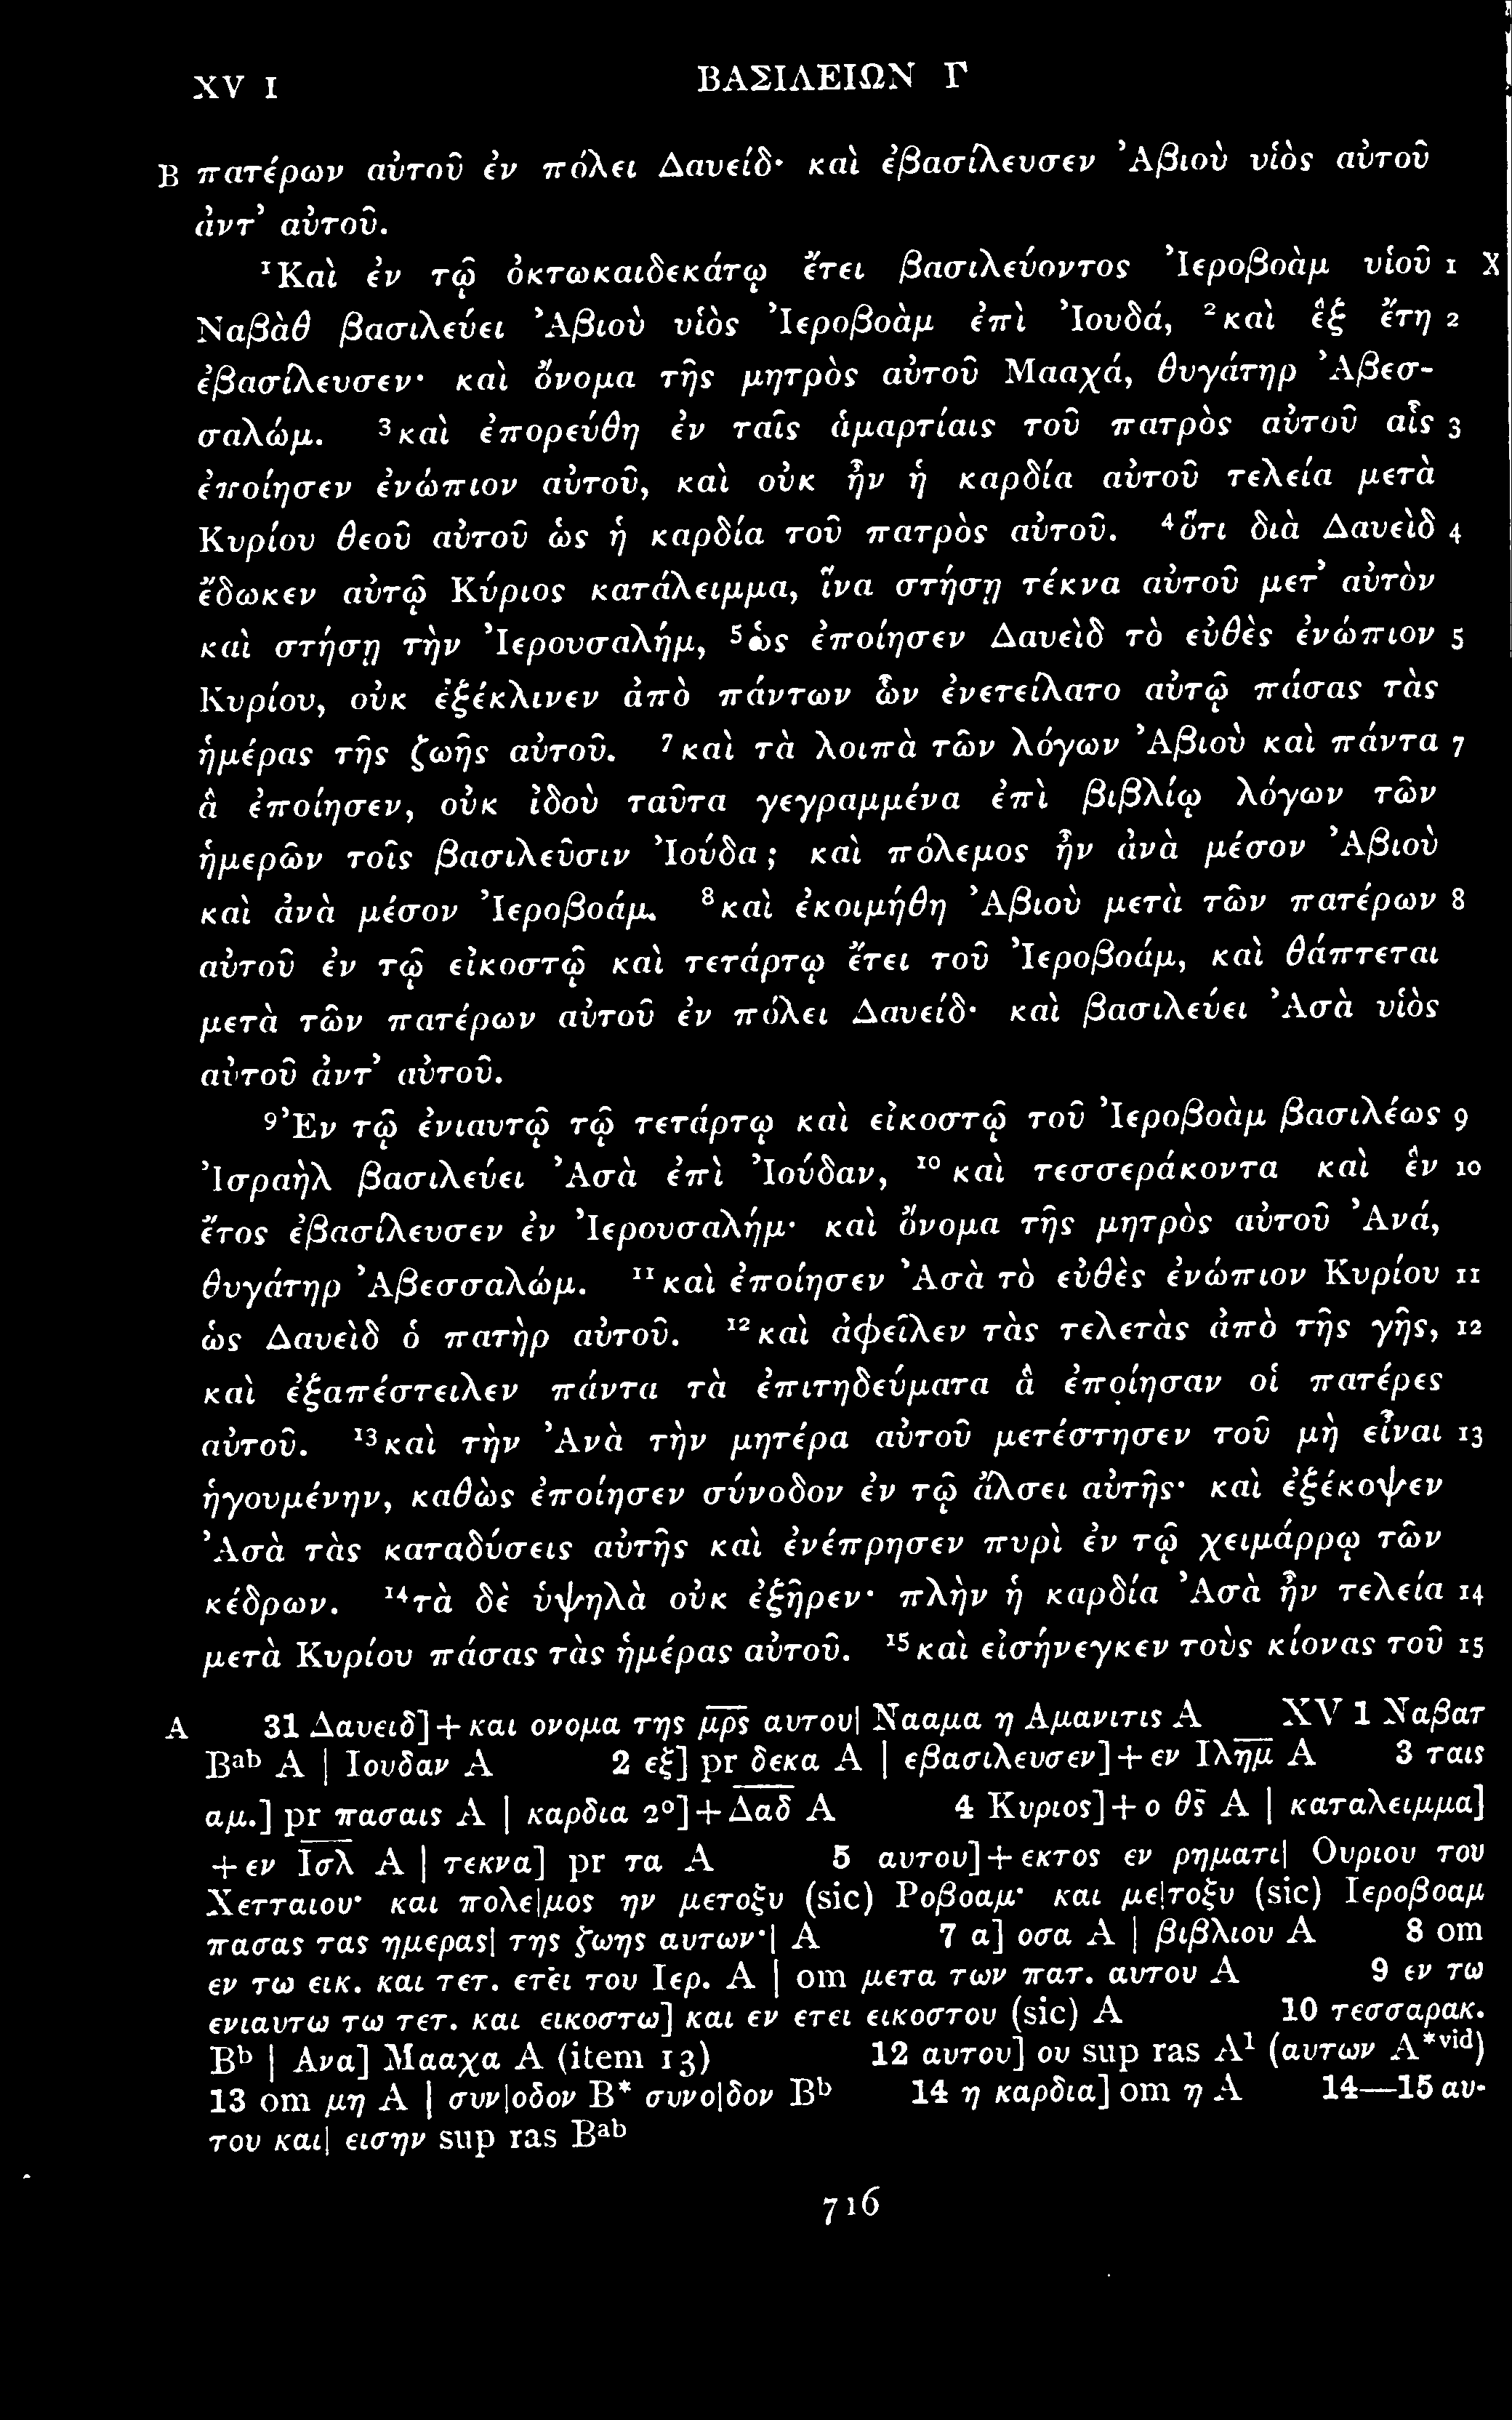 XV 1 ΒΑΣΙΛΕΙΩΝ Γ
B πατέρων αὐτοῦ ἐν πόλει Δαυείδ· καὶ ἐβασίλευσεν Ἀβιοὺ υἱὸς αὐτοῦ
ἀντ’ αὐτοῦ.
¹Καὶ ἐν τῷ ὀκτωκαιδεκάτῳ ἔτει βασιλεύοντος Ἰεροβοὰμ υἱοῦ 1 X
Ναβὰθ βασιλεύει Ἀβιοὺ υἱὸς Ἰεροβοὰμ ἐπὶ Ἰουδά, ²καὶ ἓξ ἔτη 2
ἐβασίλευσεν· καὶ ὄνομα τῆς μητρὸς αὐτοῦ Μααχά, θυγάτηρ Ἀβεσ-
σαλώμ. ³καὶ ἐπορεύθη ἐν ταῖς ἁμαρτίαις τοῦ πατρὸς αὐτοῦ αἷς 3
ἐποίησεν ἐνώπιον αὐτοῦ, καὶ οὐκ ἦν ἡ καρδία αὐτοῦ τελεία μετὰ
Κυρίου θεοῦ αὐτοῦ ὡς ἡ καρδία τοῦ πατρὸς αὐτοῦ. ⁴ὅτι διὰ Δαυεὶδ 4
ἔδωκεν αὐτῷ Κύριος κατάλειμμα, ἵνα στήσῃ τέκνα αὐτοῦ μετ’ αὐτὸν
καὶ στήσῃ τὴν Ἰερουσαλήμ, ⁵ὡς ἐποίησεν Δαυεὶδ τὸ εὐθὲς ἐνώπιον 5
Κυρίου, οὐκ ἐξέκλινεν ἀπὸ πάντων ὧν ἐνετείλατο αὐτῷ πάσας τὰς
ἡμέρας τῆς ζωῆς αὐτοῦ. ⁷καὶ τὰ λοιπὰ τῶν λόγων Ἀβιοὺ καὶ πάντα 7
ἃ ἐποίησεν, οὐκ ἰδοὺ ταῦτα γεγραμμένα ἐπὶ βιβλίῳ λόγων τῶν
ἡμερῶν τοῖς βασιλεῦσιν Ἰούδα; καὶ πόλεμος ἦν ἀνὰ μέσον Ἀβιοὺ
καὶ ἀνὰ μέσον Ἰεροβοάμ. ⁸καὶ ἐκοιμήθη Ἀβιοὺ μετὰ τῶν πατέρων 8
αὐτοῦ ἐν τῷ εἰκοστῷ καὶ τετάρτῳ ἔτει τοῦ Ἰεροβοάμ, καὶ θάπτεται
μετὰ τῶν πατέρων αὐτοῦ ἐν πόλει Δαυείδ· καὶ βασιλεύει Ἀσὰ υἱὸς
αὐτοῦ ἀντ’ αὐτοῦ.
⁹Ἐν τῷ ἐνιαυτῷ τῷ τετάρτῳ καὶ εἰκοστῷ τοῦ Ἰεροβοὰμ βασιλέως 9
Ἰσραὴλ βασιλεύει Ἀσὰ ἐπὶ Ἰούδαν, ¹⁰καὶ τεσσεράκοντα καὶ ἓν 10
ἔτος ἐβασίλευσεν ἐν Ἰερουσαλήμ· καὶ ὄνομα τῆς μητρὸς αὐτοῦ Ἀνά,
θυγάτηρ Ἀβεσσαλώμ. ¹¹καὶ ἐποίησεν Ἀσὰ τὸ εὐθὲς ἐνώπιον Κυρίου 11
ὡς Δαυεὶδ ὁ πατὴρ αὐτοῦ. ¹²καὶ ἀφεῖλεν τὰς τελετὰς ἀπὸ τῆς γῆς, 12
καὶ ἐξαπέστειλεν πάντα τὰ ἐπιτηδεύματα ἃ ἐποίησαν οἱ πατέρες
αὐτοῦ. ¹³καὶ τὴν Ἀνὰ τὴν μητέρα αὐτοῦ μετέστησεν τοῦ μὴ εἶναι 13
ἡγουμένην, καθὼς ἐποίησεν σύνοδον ἐν τῷ ἄλσει αὐτῆς· καὶ ἐξέκοψεν
Ἀσὰ τὰς καταδύσεις αὐτῆς καὶ ἐνέπρησεν πυρὶ ἐν τῷ χειμάρρῳ τῶν
κέδρων. ¹⁴τὰ δὲ ὑψηλὰ οὐκ ἐξῆρεν· πλὴν ἡ καρδία Ἀσὰ ἦν τελεία 14
μετὰ Κυρίου πάσας τὰς ἡμέρας αὐτοῦ. ¹⁵καὶ εἰσήνεγκεν τοὺς κίονας τοῦ 15
A 31 Δαυειδ]+και ονομα της μ̅ρ̅ς̅ αυτου| Νααμα η Αμανιτις A XV 1 Ναβατ
Bᵃᵇ A | Ιουδαν A 2 εξ] pr δεκα A | εβασιλευσεν]+εν Ιλ̅η̅μ̅ A 3 ταις
αμ.] pr πασαις A | καρδια 2º]+Δ̅α̅δ̅ A 4 Κυριος]+ο θ̅ς̅ A | καταλειμμα]
+εν Ι̅σ̅λ̅ A | τεκνα] pr τα A 5 αυτου]+εκτος εν ρηματι| Ουριου του
Χετταιου· και πολε|μος ην μετοξυ (sic) Ροβοαμ· και με|τοξυ (sic) Ιεροβοαμ
πασας τας ημερας| της ζωης αυτων·| A 7 α] οσα A | βιβλιου A 8 om
εν τω εικ. και τετ. ετει του Ιερ. A | om μετα των πατ. αυτου A 9 εν τω
ενιαυτω τω τετ. και εικοστω] και εν ετει εικοστου (sic) A 10 τεσσαρακ.
Bᵇ | Ανα] Μααχα A (item 13) 12 αυτου] ου sup ras A¹ (αυτων A*ᵛⁱᵈ)
13 om μη A | συν|οδον B* συνο|δον Bᵇ 14 η καρδια] om η A 14—15 αυ-
του και| εισην sup ras Bᵃᵇ
716